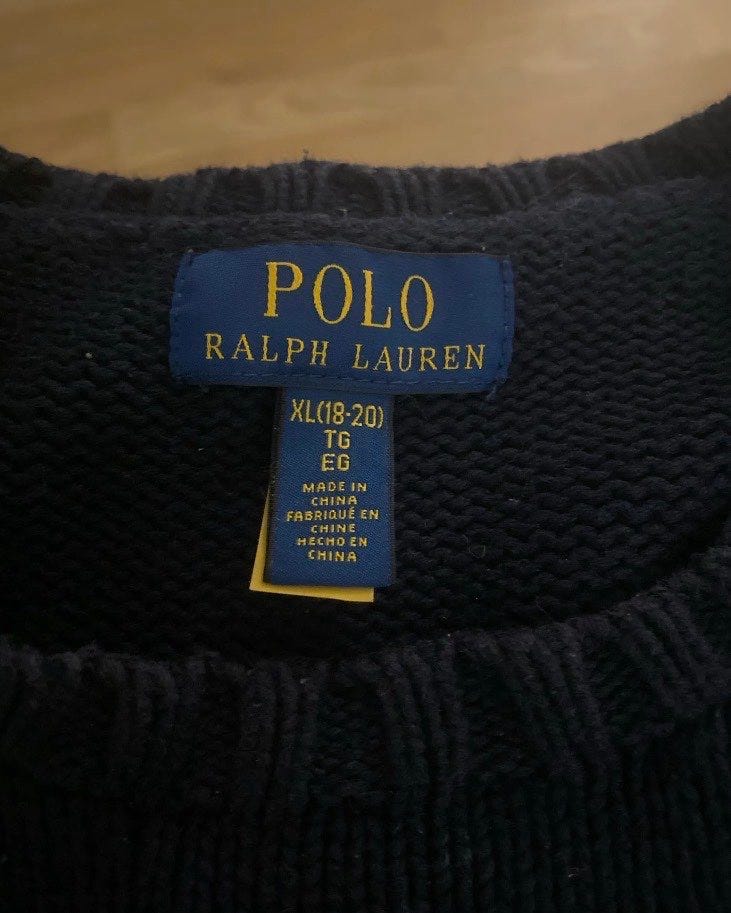 POLO
RALPH LAUREN
XL(18-20)
TG
EG
MADE IN
CHINA
FABRIQUÉ EN
CHINE
HECHO EN
CHINA